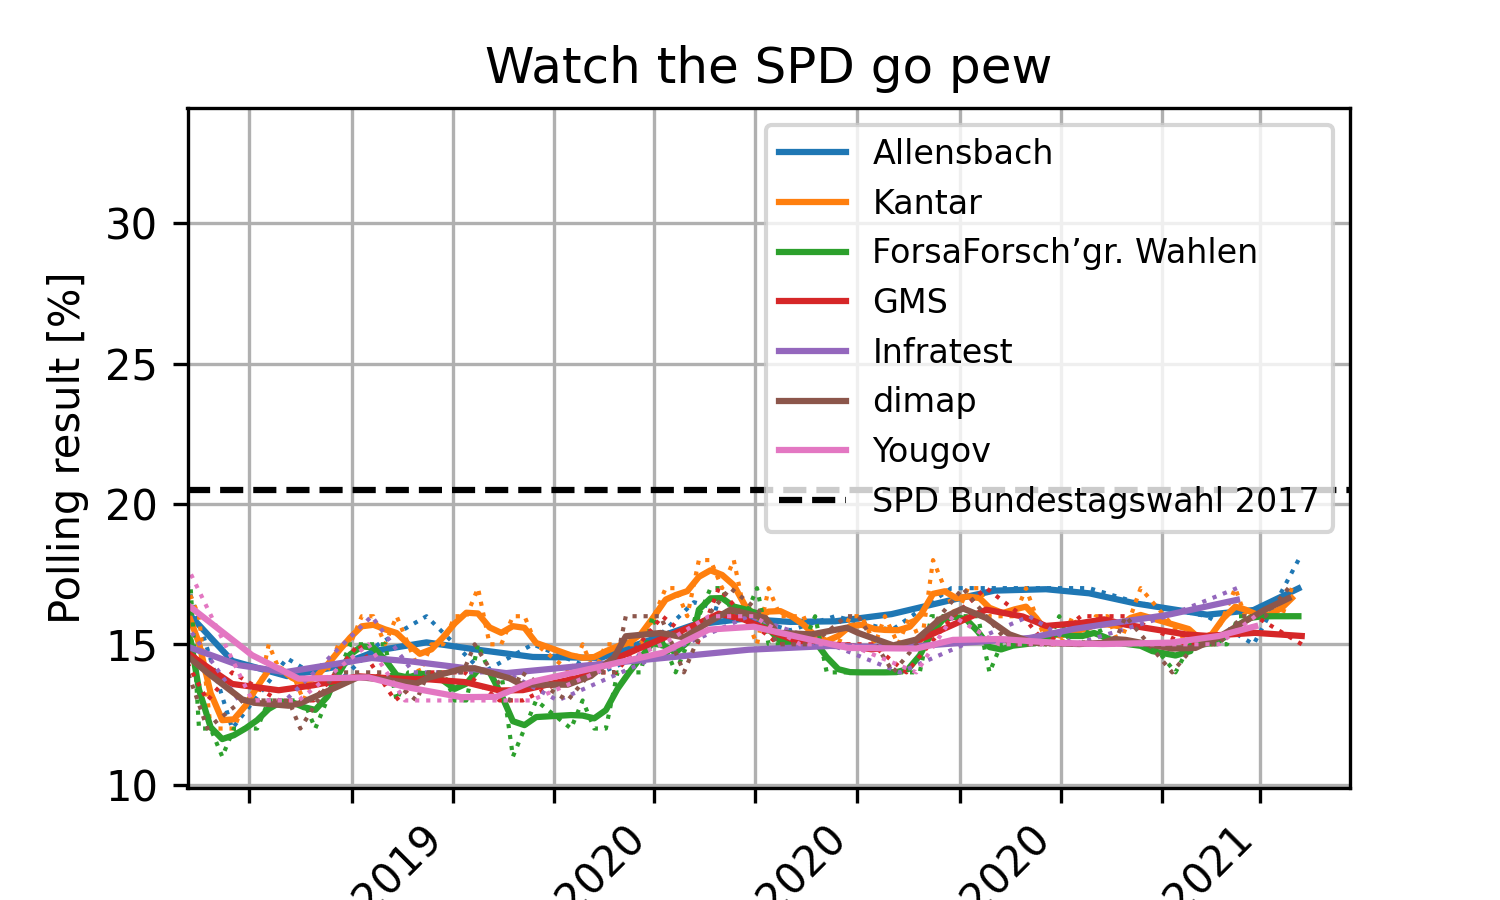 Watch the SPD go pew
Polling result [%]
30
25
20
15
10
Allensbach
Kantar
ForsaForsch’gr. Wahlen
GMS
Infratest
dimap
Yougov
SPD Bundestagswahl 2017
2019
2020
2020
2020
2021